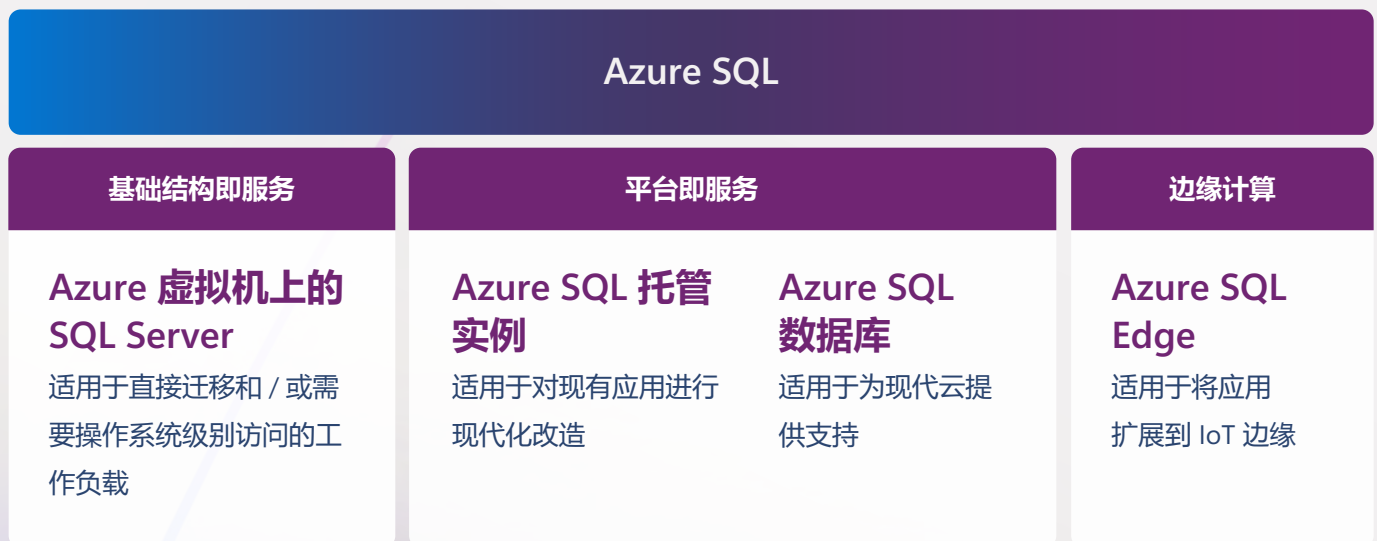 Azure SQL
基础结构即服务
Azure 虚拟机上的
SQL Server
适用于直接迁移和 / 或需
要操作系统级别访问的工
作负载
平台即服务
Azure SQL 托管
实例
适用于对现有应用进行
现代化改造
Azure SQL
数据库
适用于为现代云提
供支持
边缘计算
Azure SQL
Edge
适用于将应用
扩展到 IoT 边缘